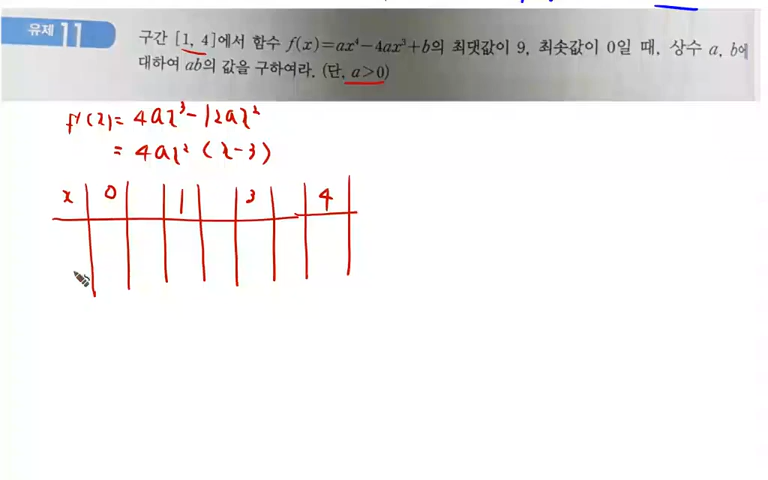 유제 11
구간 [1, 4]에서 함수 f(x)=ax⁴-4ax³+b의 최댓값이 9, 최솟값이 0일 때, 상수 a, b에
대하여 ab의 값을 구하여라. (단, a>0)
f'(x)= 4ax³-12ax²
= 4ax² (x-3)
x 0 1 3 4